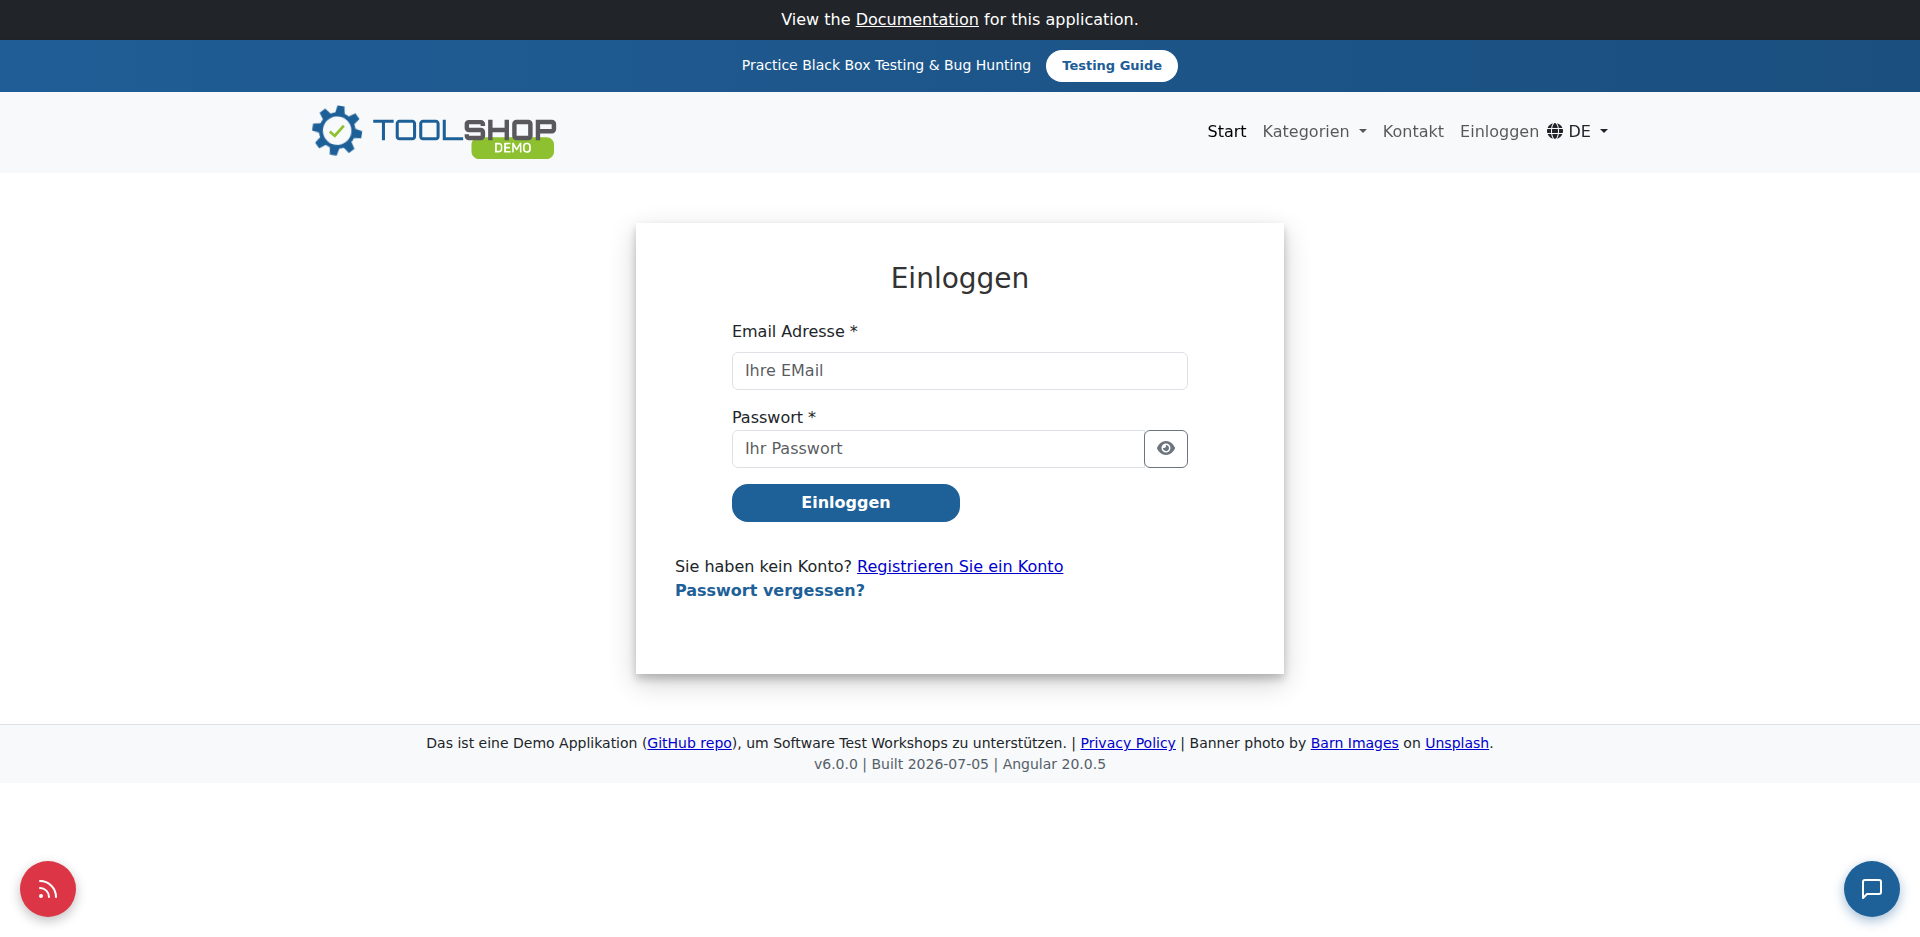 View the Documentation for this application.
Practice Black Box Testing & Bug Hunting Testing Guide
TOOLSHOP
DEMO
Start Kategorien Kontakt Einloggen DE
Einloggen
Email Adresse *
Ihre EMail
Passwort *
Ihr Passwort
Einloggen
Sie haben kein Konto? Registrieren Sie ein Konto
Passwort vergessen?
Das ist eine Demo Applikation (GitHub repo), um Software Test Workshops zu unterstützen. | Privacy Policy | Banner photo by Barn Images on Unsplash.
v6.0.0 | Built 2026-07-05 | Angular 20.0.5